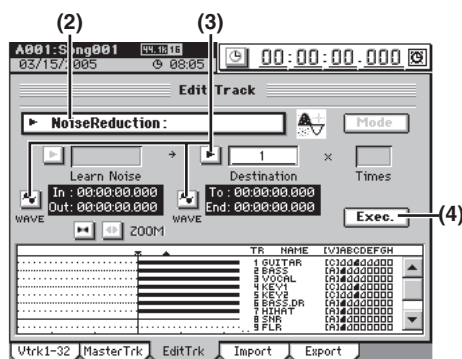 (2) (3)
A001:Song001 44.1k 16 00:00:00.000
03/15/2005 08:05
Edit Track
NoiseReduction: Mode
→ 1 ×
Learn Noise Destination Times
In : 00:00:00.000 To : 00:00:00.000
Out: 00:00:00.000 End: 00:00:00.000
WAVE WAVE Exec. (4)
ZOOM
TR NAME [V]ABCDEFGH
1 GUITAR
2 BASS
3 VOCAL
4 KEY1
5 KEY2
6 BASS.DR
7 HIHAT
8 SNR
9 FLR
Vtrk1-32 MasterTrk EditTrk Import Export